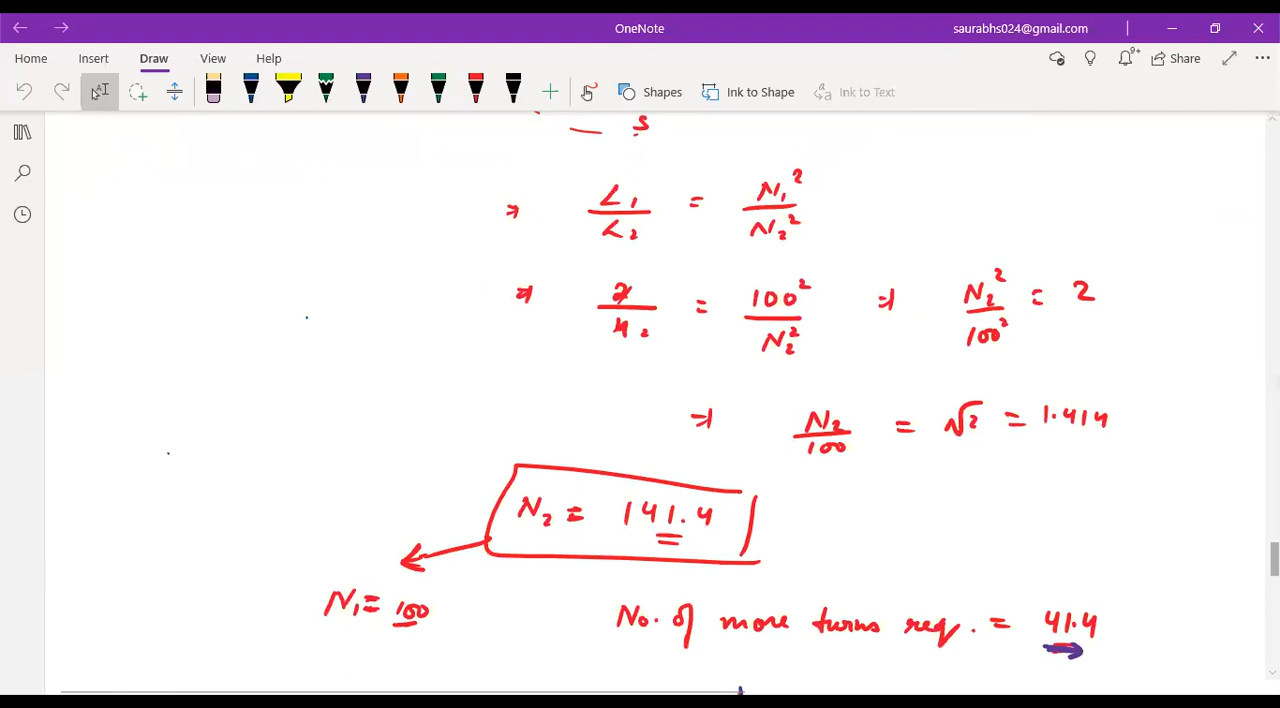 OneNote
saurabhs024@gmail.com
Home Insert Draw View Help
Share
Shapes Ink to Shape Ink to Text
— s
⇒ L₁/L₂ = N₁²/N₂²
⇒ 2/4₂ = 100²/N₂² ⇒ N₂²/100² = 2
⇒ N₂/100 = √2 = 1.414
N₂ = 141.4
N₁ = 100
No. of more turns req. = 41.4